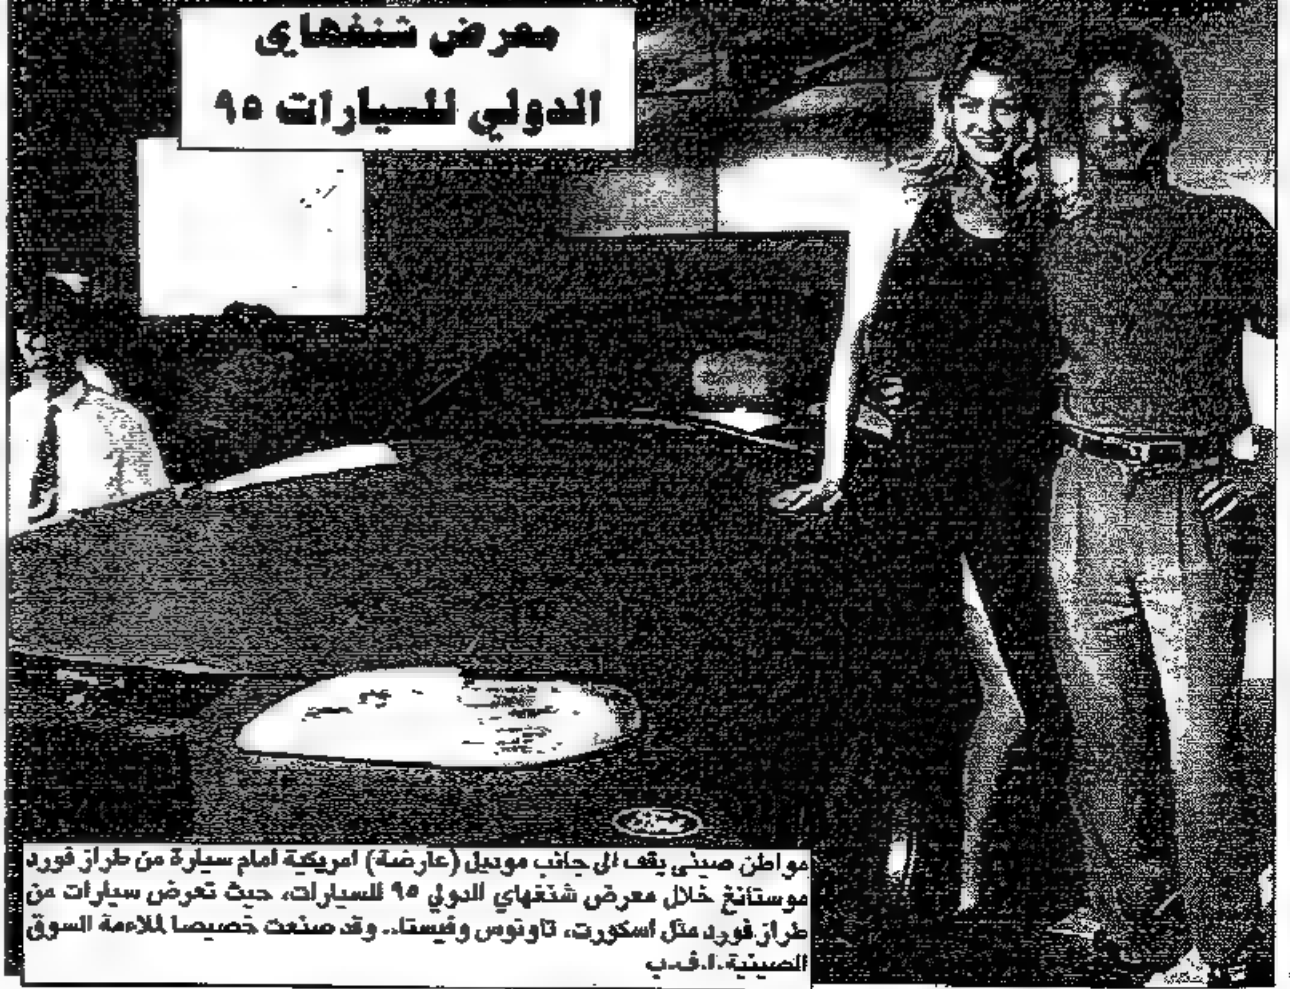 معرض شنغهاي
الدولي للسيارات ٩٥
مواطن صيني يقف الى جانب موديل (عارضة) امريكية امام سيارة من طراز فورد
موستانغ خلال معرض شنغهاي الدولي ٩٥ للسيارات، حيث تعرض سيارات من
طراز فورد مثل اسكورت، تاونوس وفيستا.. وقد صنعت خصيصا لملاءمة السوق
الصينية.ا.ف.ب